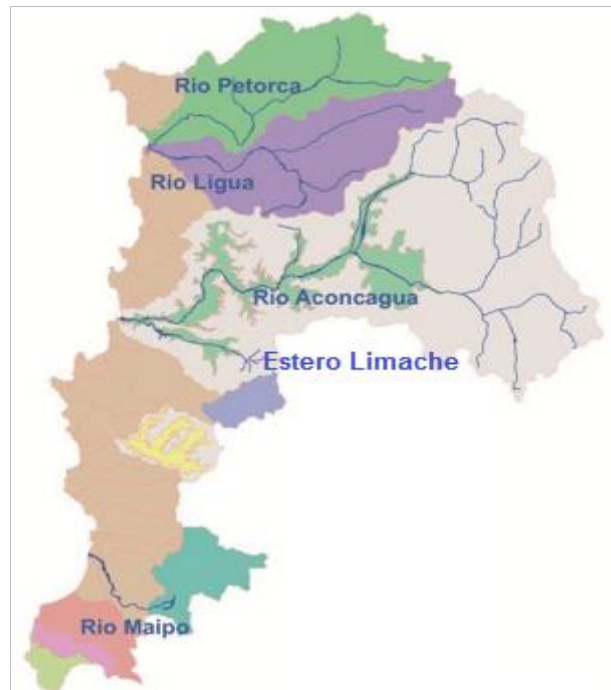 Rio Petorca
Rio Ligua
Rio Aconcagua
Estero Limache
Rio Maipo